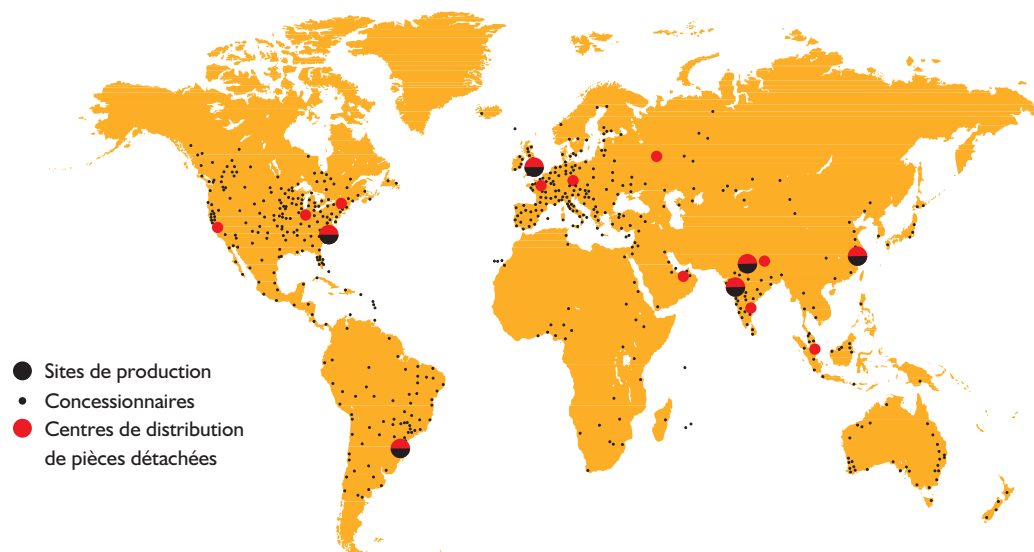 Sites de production
Concessionnaires
Centres de distribution
de pièces détachées